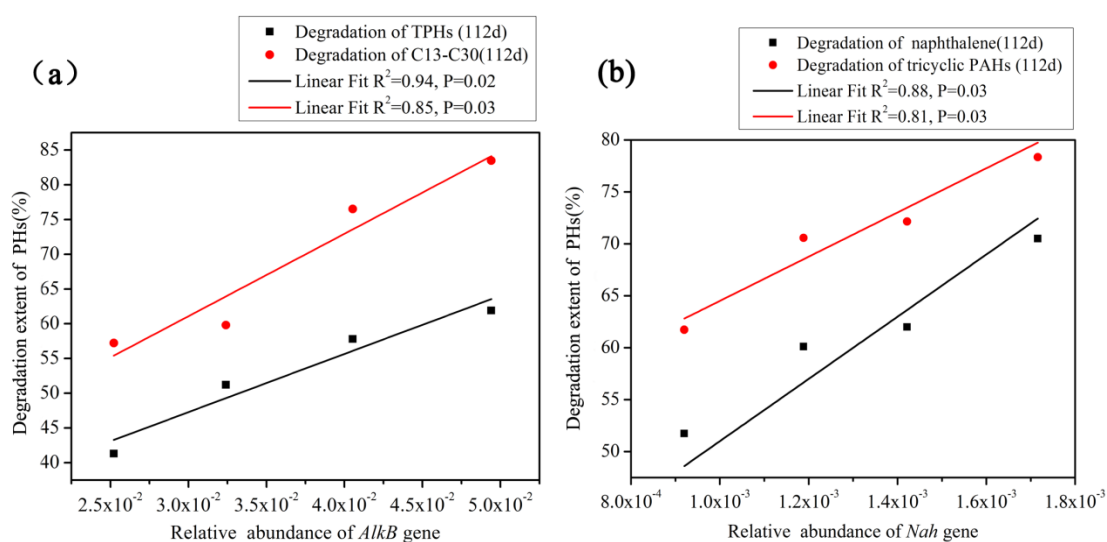 (a)
Degradation of TPHs (112d)
Degradation of C13-C30(112d)
Linear Fit R²=0.94, P=0.02
Linear Fit R²=0.85, P=0.03
Degradation extent of PHs(%)
85
80
75
70
65
60
55
50
45
40
2.5x10⁻² 3.0x10⁻² 3.5x10⁻² 4.0x10⁻² 4.5x10⁻² 5.0x10⁻²
Relative abundance of AlkB gene
(b)
Degradation of naphthalene(112d)
Degradation of tricyclic PAHs (112d)
Linear Fit R²=0.88, P=0.03
Linear Fit R²=0.81, P=0.03
Degradation extent of PHs(%)
80
75
70
65
60
55
50
8.0x10⁻⁴ 1.0x10⁻³ 1.2x10⁻³ 1.4x10⁻³ 1.6x10⁻³ 1.8x10⁻³
Relative abundance of Nah gene